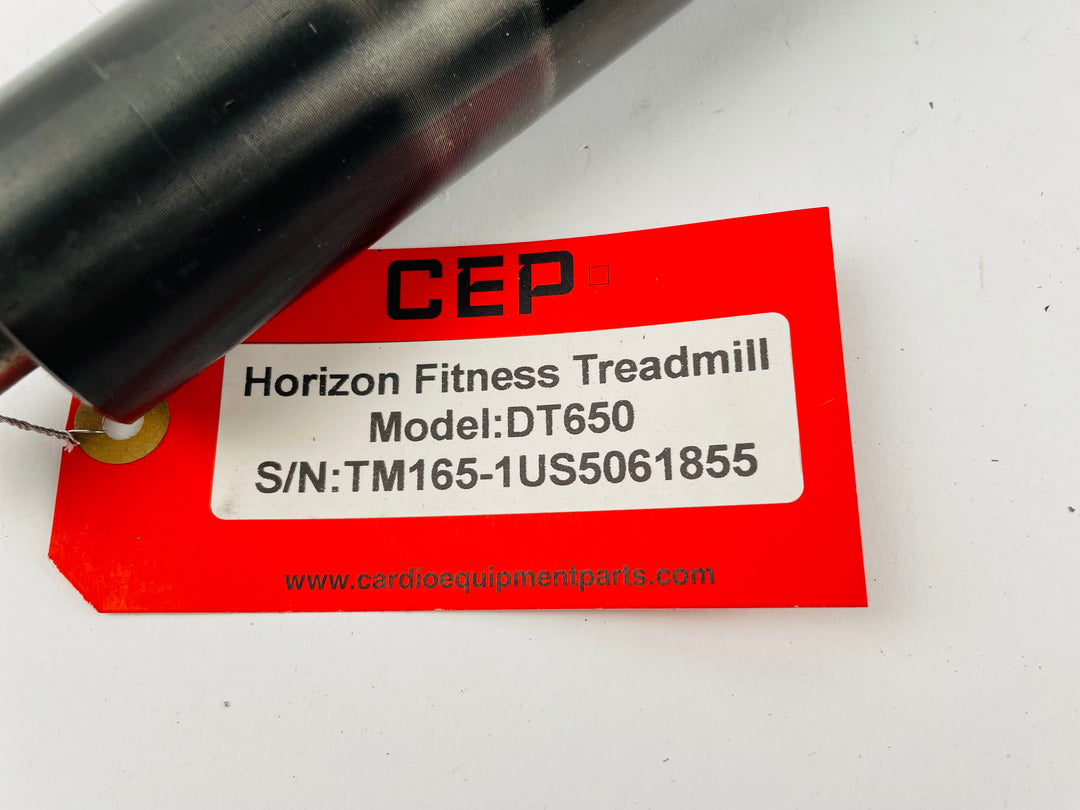 CEP
Horizon Fitness Treadmill
Model:DT650
S/N:TM165-1US5061855
www.cardioequipmentparts.com